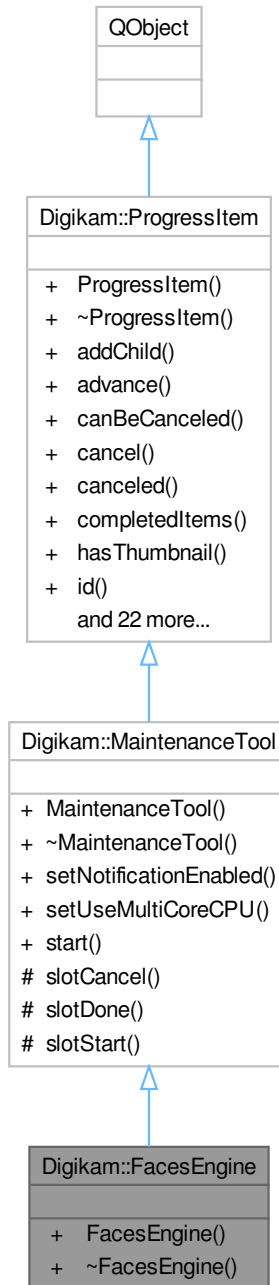 QObject
Digikam::ProgressItem
+ ProgressItem()
+ ~ProgressItem()
+ addChild()
+ advance()
+ canBeCanceled()
+ cancel()
+ canceled()
+ completedItems()
+ hasThumbnail()
+ id()
and 22 more...
Digikam::MaintenanceTool
+ MaintenanceTool()
+ ~MaintenanceTool()
+ setNotificationEnabled()
+ setUseMultiCoreCPU()
+ start()
# slotCancel()
# slotDone()
# slotStart()
Digikam::FacesEngine
+ FacesEngine()
+ ~FacesEngine()